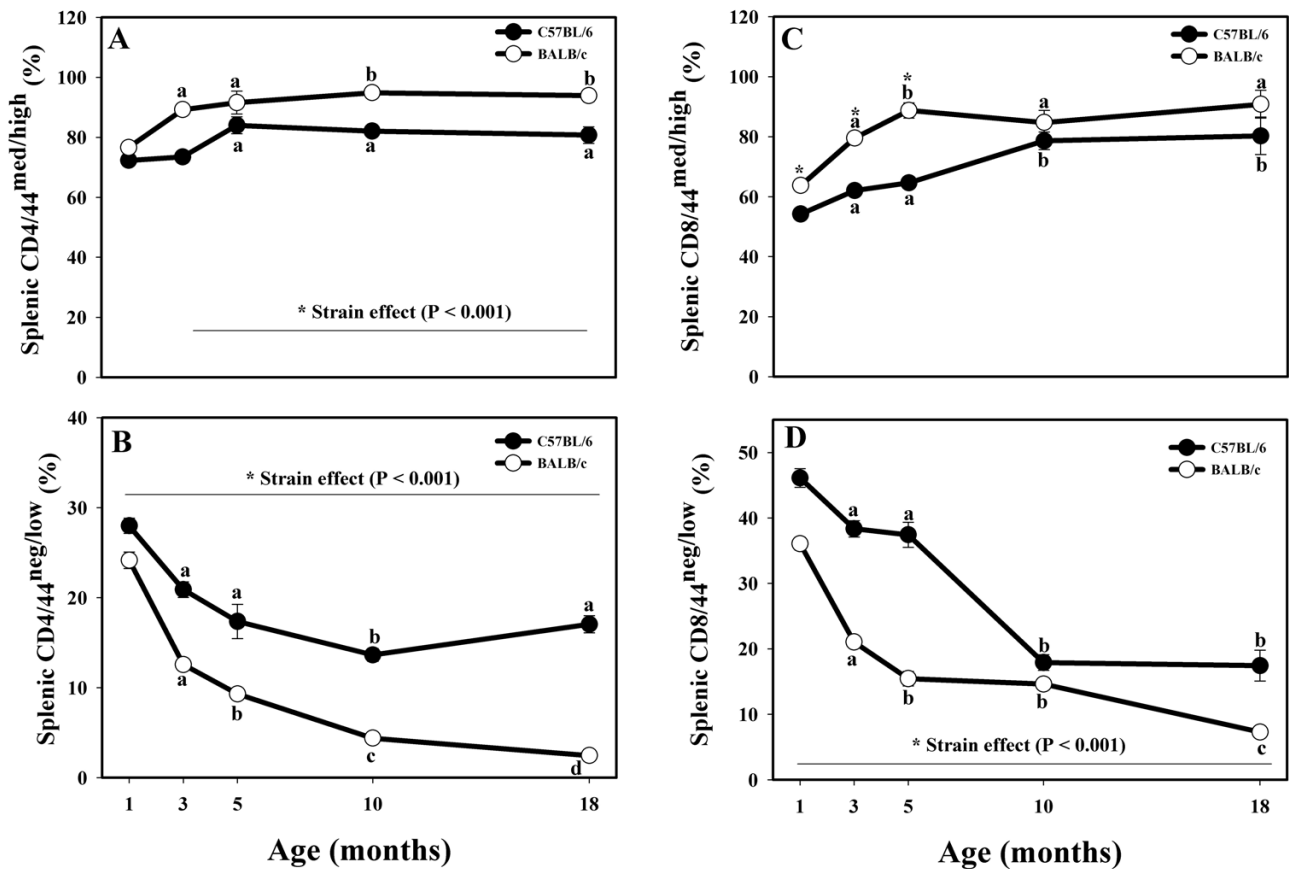 A
C57BL/6
BALB/c
Splenic CD4/44med/high (%)
120
100
80
60
40
20
0
a
a
b
b
a
a
a
* Strain effect (P < 0.001)
C
C57BL/6
BALB/c
Splenic CD8/44med/high (%)
120
100
80
60
40
20
0
*
*
a
*
b
a
a
a
a
b
b
B
C57BL/6
BALB/c
* Strain effect (P < 0.001)
Splenic CD4/44neg/low (%)
40
30
20
10
0
a
a
b
a
a
b
c
d
1
3
5
10
18
Age (months)
D
C57BL/6
BALB/c
Splenic CD8/44neg/low (%)
50
40
30
20
10
0
a
a
b
b
a
b
b
c
* Strain effect (P < 0.001)
1
3
5
10
18
Age (months)